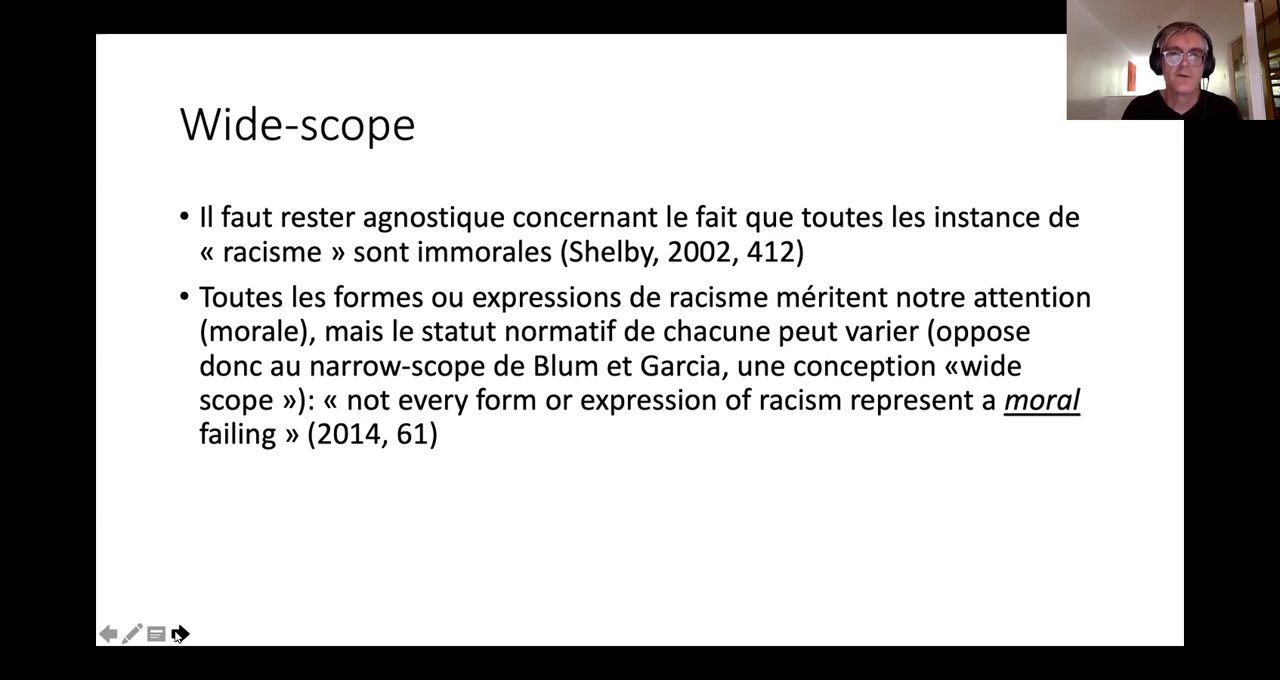 Wide-scope
• Il faut rester agnostique concernant le fait que toutes les instance de
« racisme » sont immorales (Shelby, 2002, 412)
• Toutes les formes ou expressions de racisme méritent notre attention
(morale), mais le statut normatif de chacune peut varier (oppose
donc au narrow-scope de Blum et Garcia, une conception «wide
scope »): « not every form or expression of racism represent a moral
failing » (2014, 61)